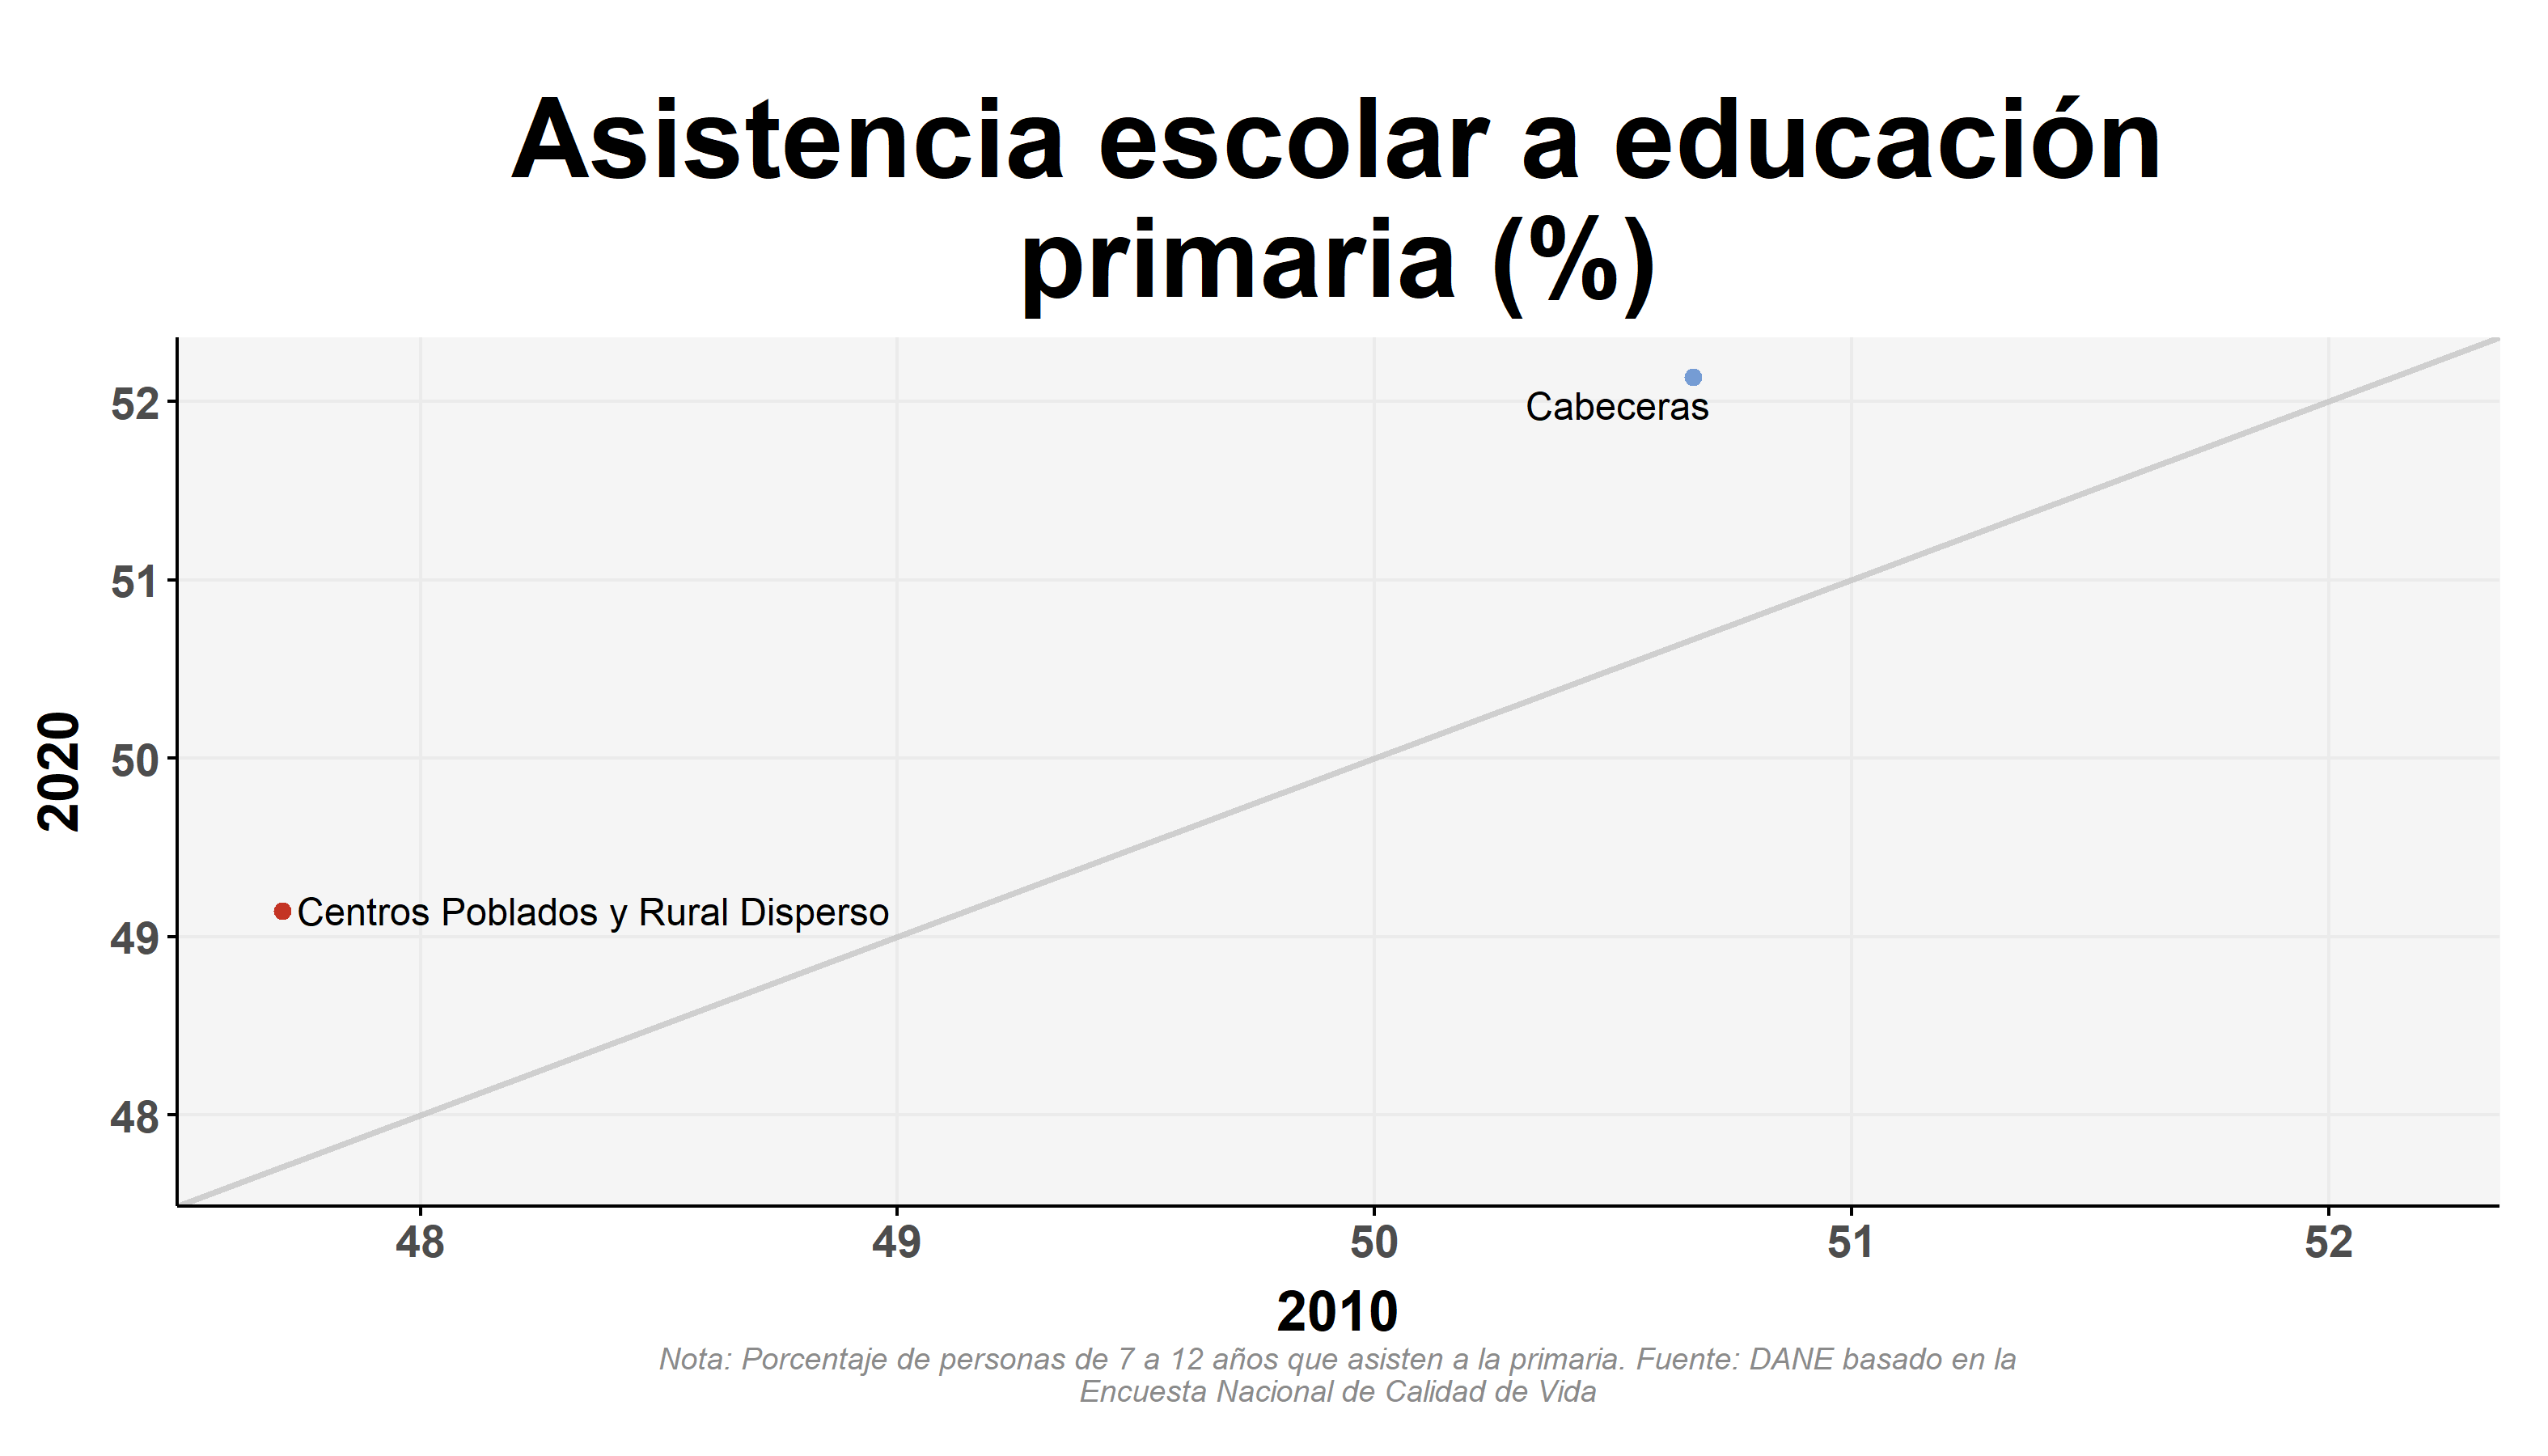 Asistencia escolar a educación
primaria (%)
52
Cabeceras
51
50
2020
Centros Poblados y Rural Disperso
49
48
48 49 50 51 52
2010
Nota: Porcentaje de personas de 7 a 12 años que asisten a la primaria. Fuente: DANE basado en la
Encuesta Nacional de Calidad de Vida